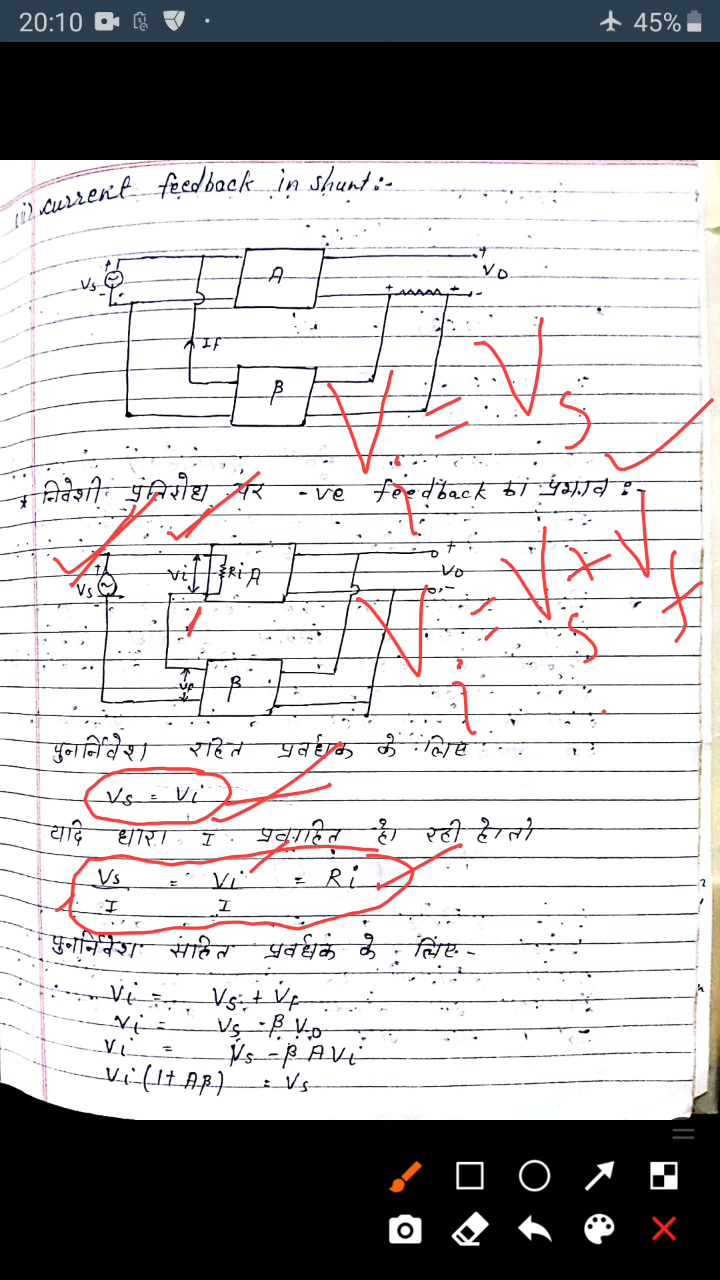 20:10 45%
(ii) current feedback in shunt :-
A
Vs
+
-
+
VO
+ +
-
If
β
Vi = Vs
* निवेशी प्रतिरोध पर -ve feedback का प्रभाव :-
+
Vs
Vi
Ri A
+
VO
-
Vi = Vs + Vf
Vf
β
पुनर्निवेश रहित प्रवर्धक के लिए
Vs = Vi
यदि धारा I प्रवाहित हो रही है। तो
Vs/I = Vi/I = Ri
पुनर्निवेश सहित प्रवर्धक के लिए -
Vi = Vs + Vf
Vi = Vs - β VO
Vi = Vs - β A Vi
Vi (1 + Aβ) = Vs